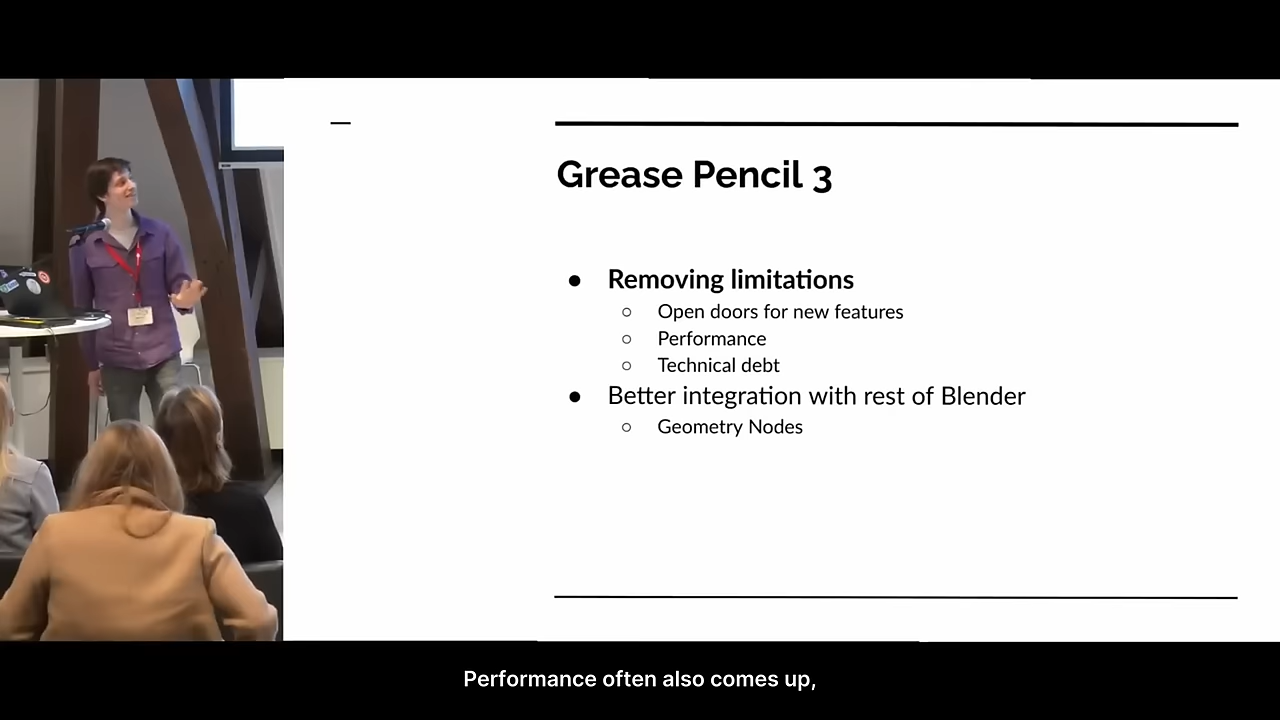 Grease Pencil 3
● Removing limitations
○ Open doors for new features
○ Performance
○ Technical debt
● Better integration with rest of Blender
○ Geometry Nodes
Performance often also comes up,